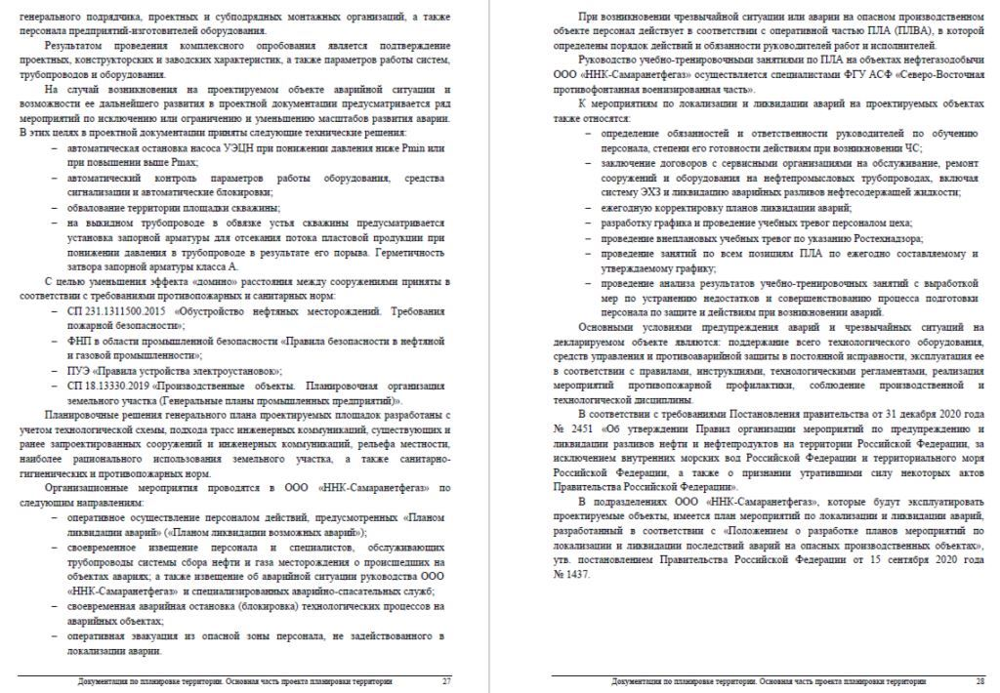 генерального подрядчика, проектных и субподрядных монтажных организаций, а также
персонала предприятий-изготовителей оборудования.
Результатом проведения комплексного опробования является подтверждение
проектных, конструкторских и заводских характеристик, а также параметров работы систем,
трубопроводов и оборудования.
На случай возникновения на проектируемом объекте аварийной ситуации и
возможности ее дальнейшего развития в проектной документации предусматривается ряд
мероприятий по исключению или ограничению и уменьшению масштабов развития аварии.
В этих целях в проектной документации приняты следующие технические решения:
– автоматическая остановка насоса УЭЦН при понижении давления ниже Pmin или
при повышении выше Pmax;
– автоматический контроль параметров работы оборудования, средства
сигнализации и автоматические блокировки;
– обвалование территории площадки скважины;
– на выкидном трубопроводе в обвязке устья скважины предусматривается
установка запорной арматуры для отсекания потока пластовой продукции при
понижении давления в трубопроводе в результате его порыва. Герметичность
затвора запорной арматуры класса А.
С целью уменьшения эффекта «домино» расстояния между сооружениями приняты в
соответствии с требованиями противопожарных и санитарных норм:
– СП 231.1311500.2015 «Обустройство нефтяных месторождений. Требования
пожарной безопасности»;
– ФНП в области промышленной безопасности «Правила безопасности в нефтяной
и газовой промышленности»;
– ПУЭ «Правила устройства электроустановок»;
– СП 18.13330.2019 «Производственные объекты. Планировочная организация
земельного участка (Генеральные планы промышленных предприятий)».
Планировочные решения генерального плана проектируемых площадок разработаны с
учетом технологической схемы, подхода трасс инженерных коммуникаций, существующих и
ранее запроектированных сооружений и инженерных коммуникаций, рельефа местности,
наиболее рационального использования земельного участка, а также санитарно-
гигиенических и противопожарных норм.
Организационные мероприятия проводятся в ООО «ННК-Самаранетфегаз» по
следующим направлениям:
– оперативное осуществление персоналом действий, предусмотренных «Планом
ликвидации аварий» («Планом ликвидации возможных аварий»);
– своевременное извещение персонала и специалистов, обслуживающих
трубопроводы системы сбора нефти и газа месторождения о происшедших на
объектах авариях; а также извещение об аварийной ситуации руководства ООО
«ННК-Самаранетфегаз» и специализированных аварийно-спасательных служб;
– своевременная аварийная остановка (блокировка) технологических процессов на
аварийных объектах;
– оперативная эвакуация из опасной зоны персонала, не задействованного в
локализации аварии.
Документация по планировке территории. Основная часть проекта планировки территории 27
При возникновении чрезвычайной ситуации или аварии на опасном производственном
объекте персонал действует в соответствии с оперативной частью ПЛА (ПЛВА), в которой
определены порядок действий и обязанности руководителей работ и исполнителей.
Руководство учебно-тренировочными занятиями по ПЛА на объектах нефтегазодобычи
ООО «ННК-Самаранетфегаз» осуществляется специалистами ФГУ АСФ «Северо-Восточная
противофонтанная военизированная часть».
К мероприятиям по локализации и ликвидации аварий на проектируемых объектах
также относятся:
– определение обязанностей и ответственности руководителей по обучению
персонала, степени его готовности действиям при возникновении ЧС;
– заключение договоров с сервисными организациями на обслуживание, ремонт
сооружений и оборудования на нефтепромысловых трубопроводах, включая
систему ЭХЗ и ликвидацию аварийных разливов нефтесодержащей жидкости;
– ежегодную корректировку планов ликвидации аварий;
– разработку графика и проведение учебных тревог персоналом цеха;
– проведение внеплановых учебных тревог по указанию Ростехнадзора;
– проведение занятий по всем позициям ПЛА по ежегодно составляемому и
утверждаемому графику;
– проведение анализа результатов учебно-тренировочных занятий с выработкой
мер по устранению недостатков и совершенствованию процесса подготовки
персонала по защите и действиям при возникновении аварий.
Основными условиями предупреждения аварий и чрезвычайных ситуаций на
декларируемом объекте являются: поддержание всего технологического оборудования,
средств управления и противоаварийной защиты в постоянной исправности, эксплуатация ее
в соответствии с правилами, инструкциями, технологическими регламентами, реализация
мероприятий противопожарной профилактики, соблюдение производственной и
технологической дисциплины.
В соответствии с требованиями Постановления правительства от 31 декабря 2020 года
№ 2451 «Об утверждении Правил организации мероприятий по предупреждению и
ликвидации разливов нефти и нефтепродуктов на территории Российской Федерации, за
исключением внутренних морских вод Российской Федерации и территориального моря
Российской Федерации, а также о признании утратившими силу некоторых актов
Правительства Российской Федерации».
В подразделениях ООО «ННК-Самаранетфегаз», которые будут эксплуатировать
проектируемые объекты, имеется план мероприятий по локализации и ликвидации аварий,
разработанный в соответствии с «Положением о разработке планов мероприятий по
локализации и ликвидации последствий аварий на опасных производственных объектах»,
утв. постановлением Правительства Российской Федерации от 15 сентября 2020 года
№ 1437.
Документация по планировке территории. Основная часть проекта планировки территории 28